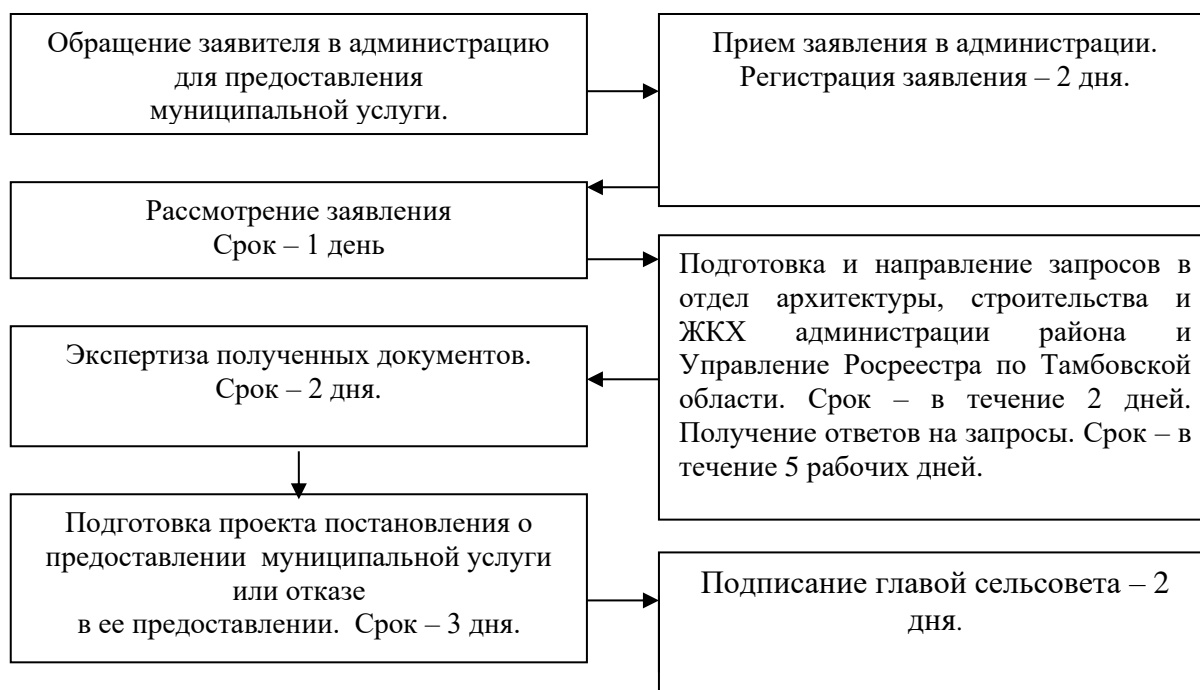 Обращение заявителя в администрацию
для предоставления
муниципальной услуги.
Прием заявления в администрации.
Регистрация заявления – 2 дня.
Рассмотрение заявления
Срок – 1 день
Подготовка и направление запросов в
отдел архитектуры, строительства и
ЖКХ администрации района и
Управление Росреестра по Тамбовской
области. Срок – в течение 2 дней.
Получение ответов на запросы. Срок – в
течение 5 рабочих дней.
Экспертиза полученных документов.
Срок – 2 дня.
Подготовка проекта постановления о
предоставлении муниципальной услуги
или отказе
в ее предоставлении. Срок – 3 дня.
Подписание главой сельсовета – 2
дня.